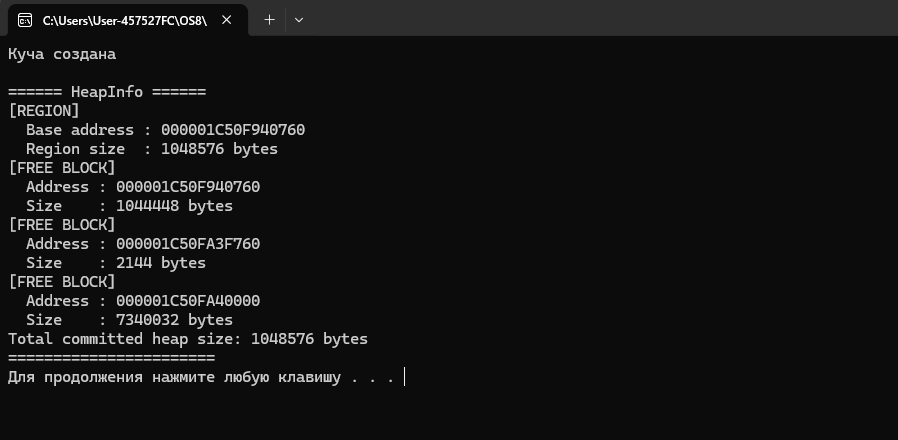 C:\Users\User-457527FC\OS8\
Куча создана
====== HeapInfo ======
[REGION]
Base address : 000001C50F940760
Region size  : 1048576 bytes
[FREE BLOCK]
Address : 000001C50F940760
Size    : 1044448 bytes
[FREE BLOCK]
Address : 000001C50FA3F760
Size    : 2144 bytes
[FREE BLOCK]
Address : 000001C50FA40000
Size    : 7340032 bytes
Total committed heap size: 1048576 bytes
=======================
Для продолжения нажмите любую клавишу . . .